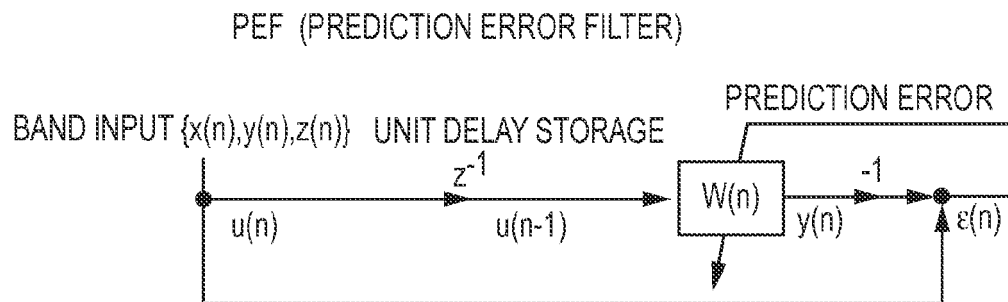 PEF (PREDICTION ERROR FILTER)
PREDICTION ERROR
BAND INPUT {x(n),y(n),z(n)} UNIT DELAY STORAGE
z⁻¹
-1
W(n)
u(n)
u(n-1)
y(n)
ε(n)